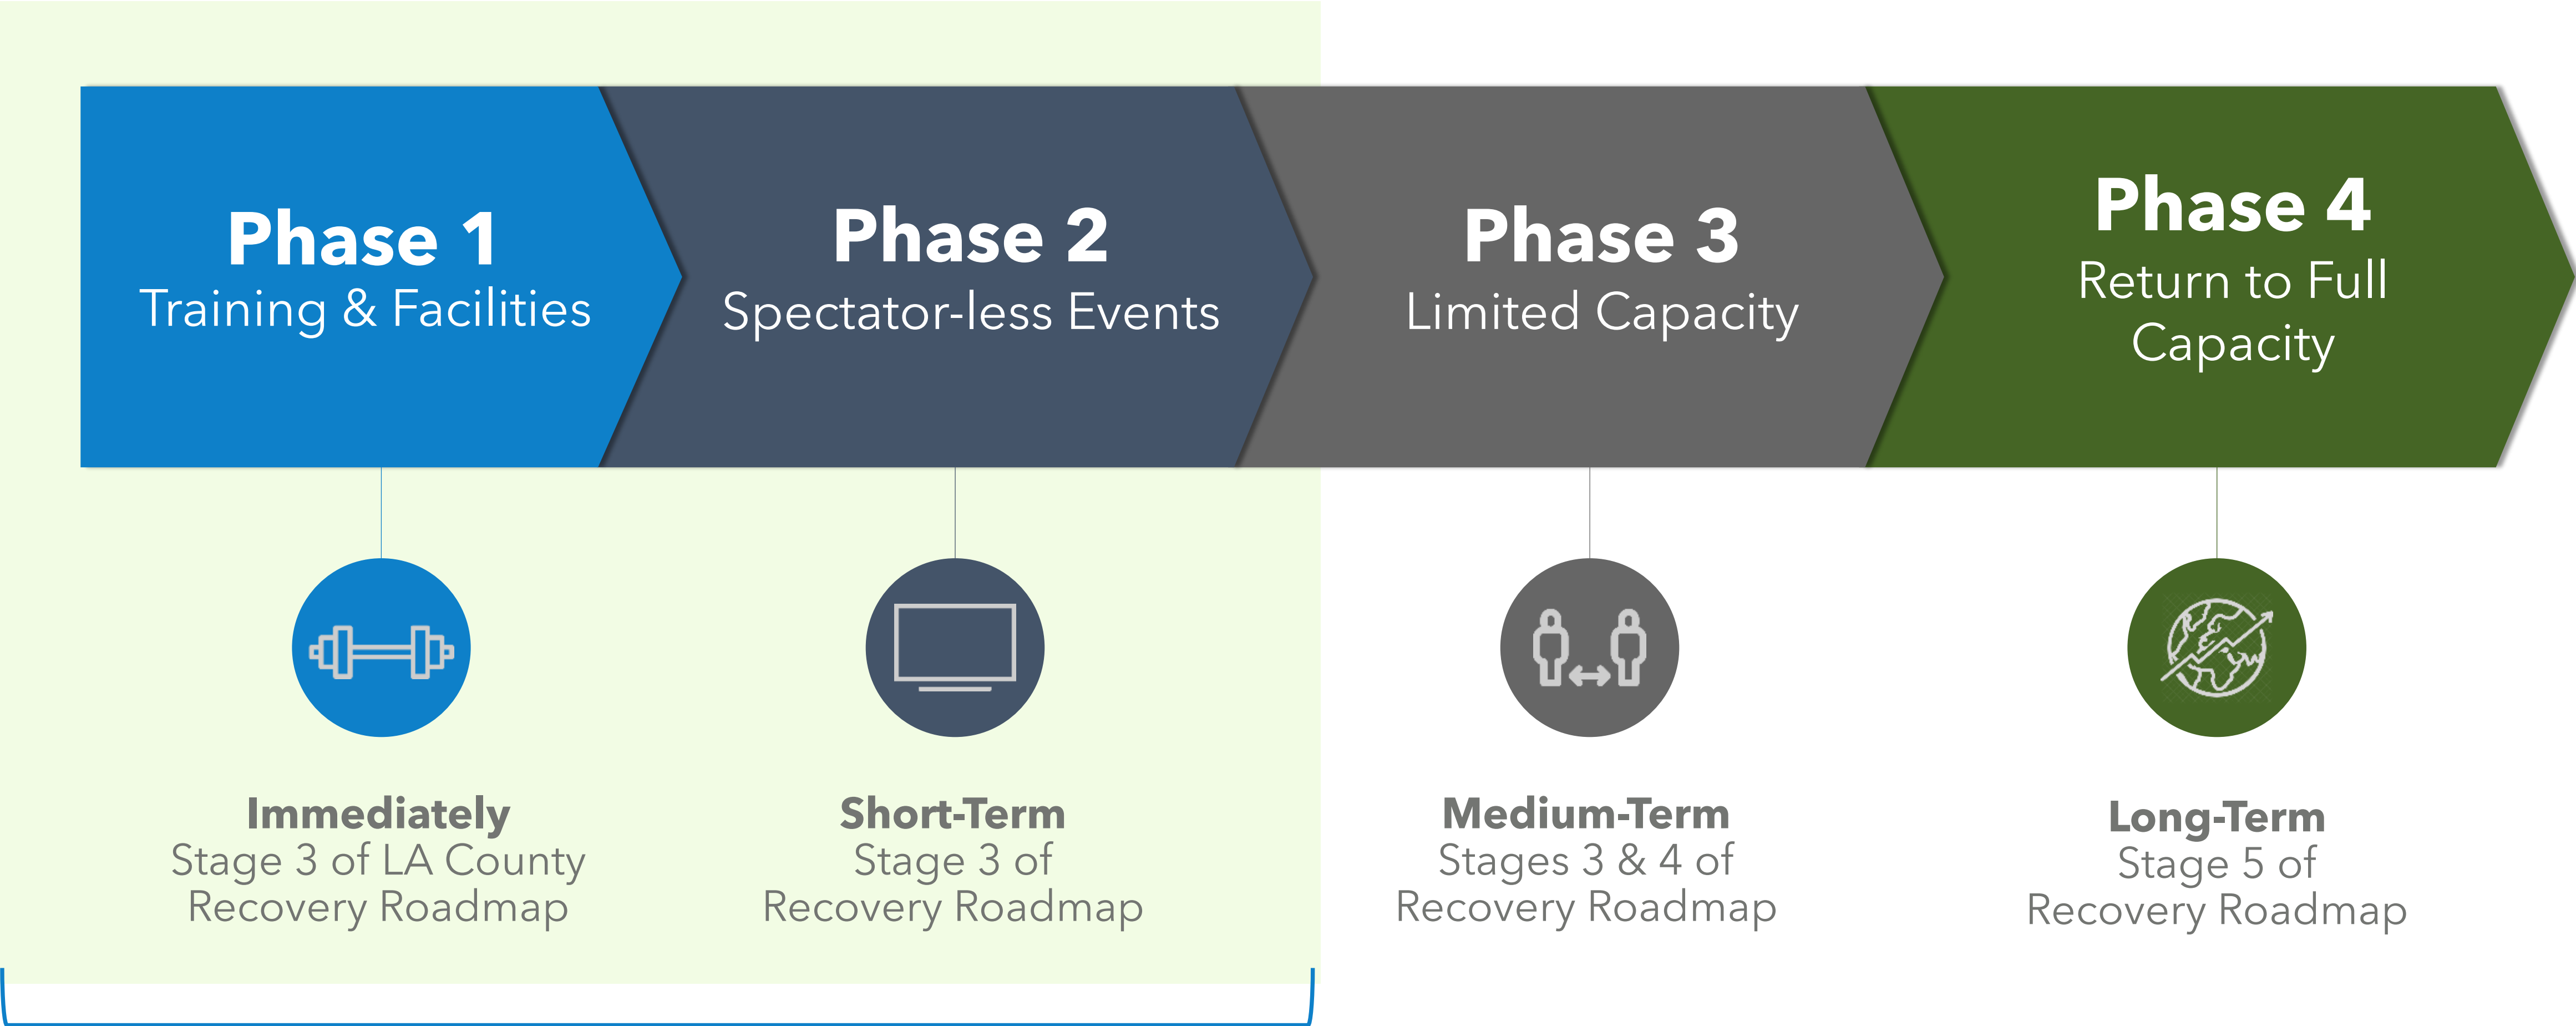 Phase 1
Training & Facilities
Phase 2
Spectator-less Events
Phase 3
Limited Capacity
Phase 4
Return to Full
Capacity
Immediately
Stage 3 of LA County
Recovery Roadmap
Short-Term
Stage 3 of
Recovery Roadmap
Medium-Term
Stages 3 & 4 of
Recovery Roadmap
Long-Term
Stage 5 of
Recovery Roadmap